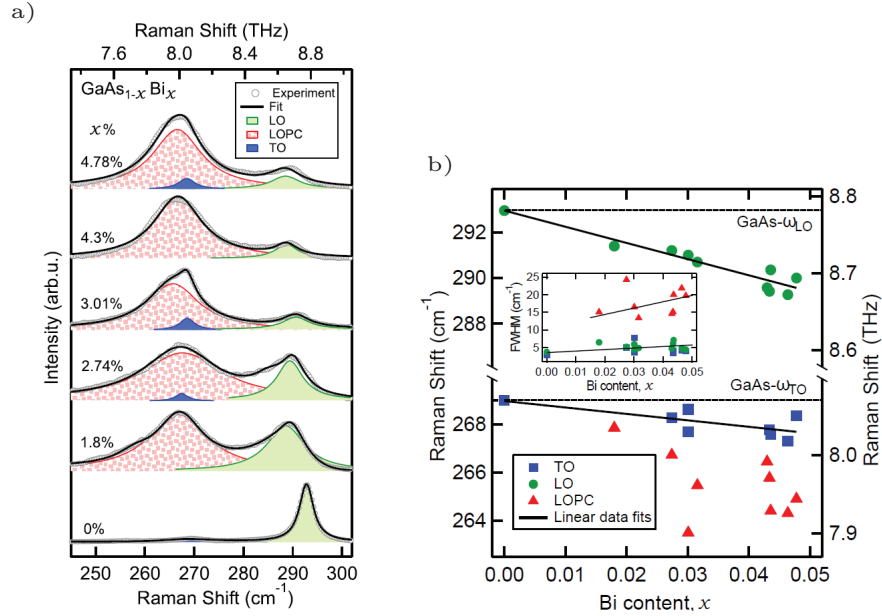 a)
Raman Shift (THz)
7.6 8.0 8.4 8.8
GaAs1-x Bix
Experiment
Fit
LO
LOPC
TO
x %
4.78%
4.3%
3.01%
2.74%
1.8%
0%
Intensity (arb.u.)
250 260 270 280 290 300
Raman Shift (cm-1)
b)
GaAs-ωLO
292
290
288
268
266
264
Raman Shift (cm-1)
8.8
8.7
8.6
8.0
7.9
Raman Shift (THz)
25
20
15
10
5
0
FWHM (cm-1)
0.00 0.01 0.02 0.03 0.04 0.05
Bi content, x
GaAs-ωTO
TO
LO
LOPC
Linear data fits
0.00 0.01 0.02 0.03 0.04 0.05
Bi content, x